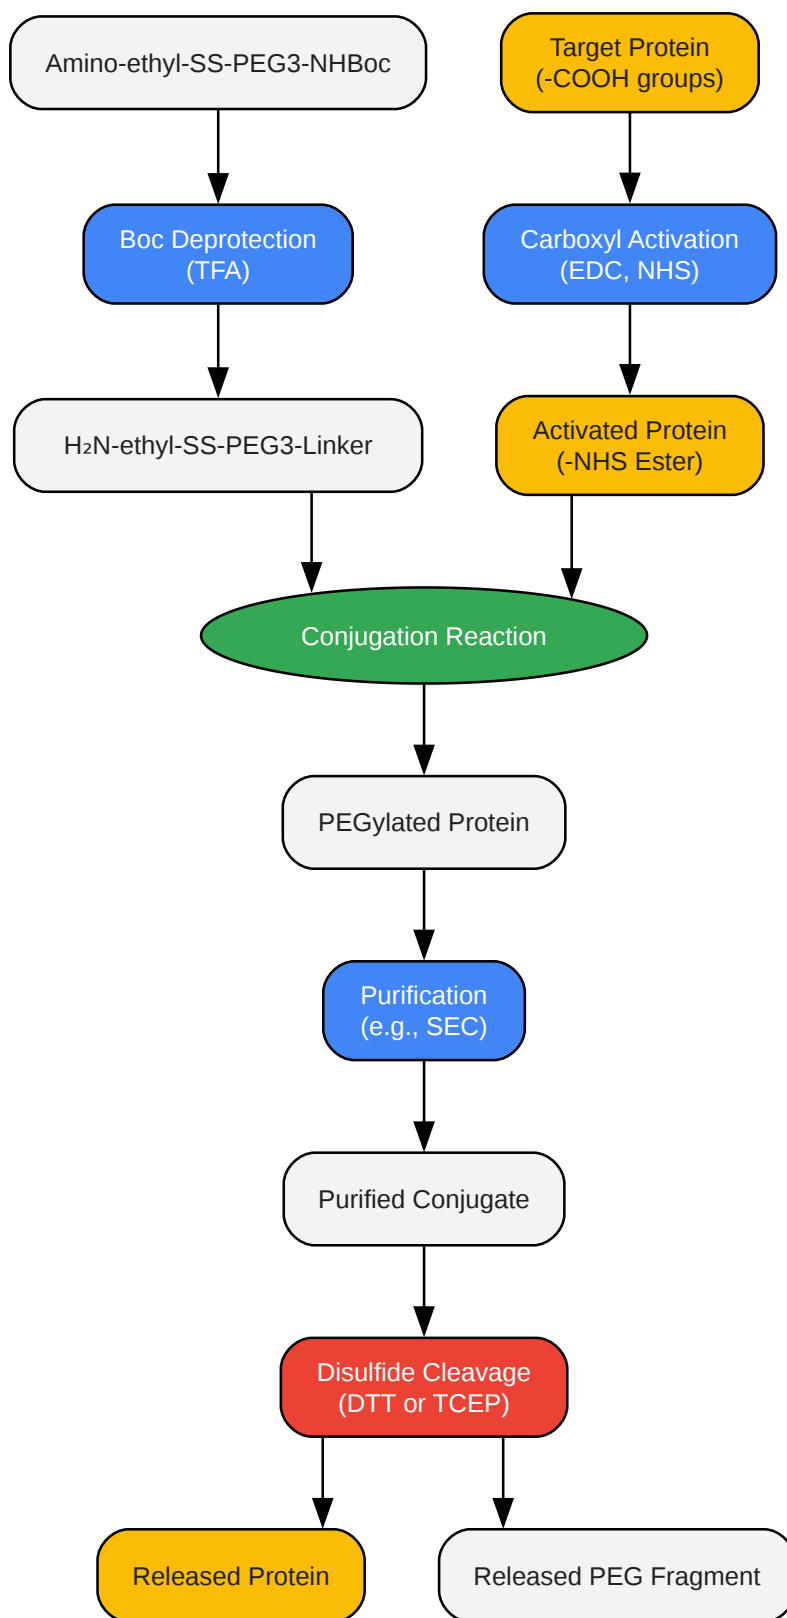 Amino-ethyl-SS-PEG3-NHBoc
Target Protein
(-COOH groups)
Boc Deprotection
(TFA)
Carboxyl Activation
(EDC, NHS)
H₂N-ethyl-SS-PEG3-Linker
Activated Protein
(-NHS Ester)
Conjugation Reaction
PEGylated Protein
Purification
(e.g., SEC)
Purified Conjugate
Disulfide Cleavage
(DTT or TCEP)
Released Protein
Released PEG Fragment